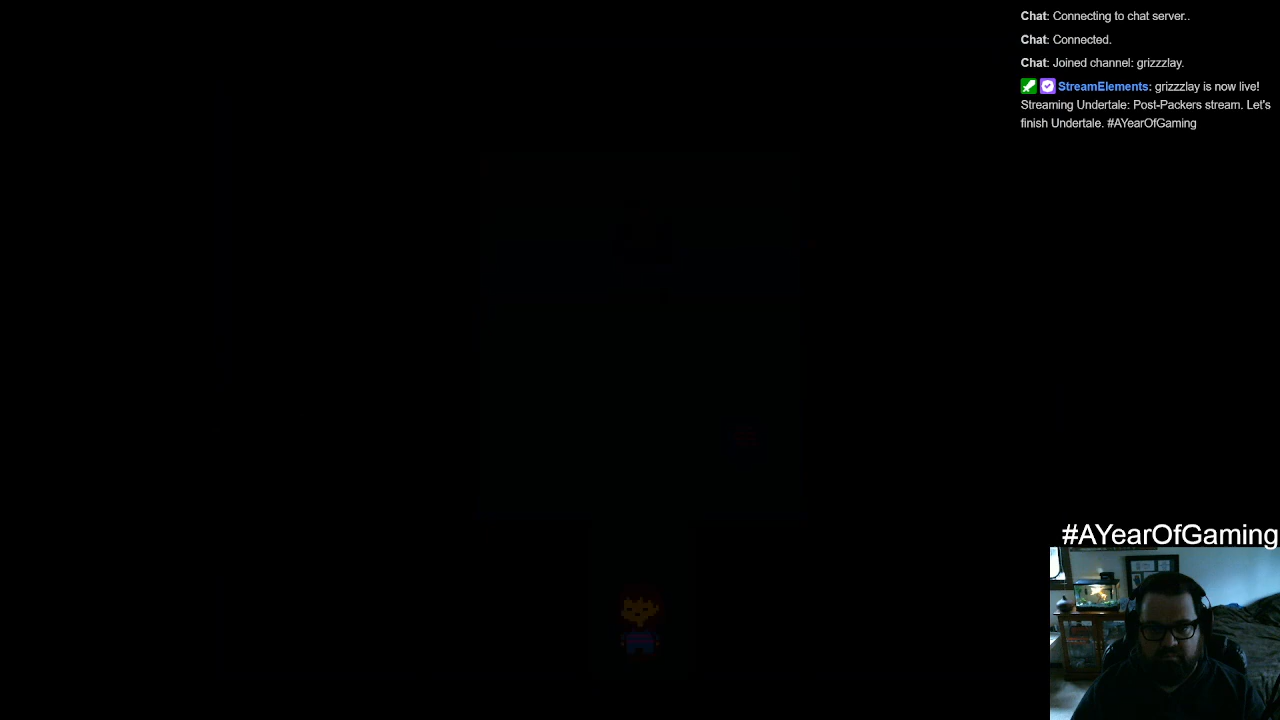 Chat: Connecting to chat server..
Chat: Connected.
Chat: Joined channel: grizzzlay.
StreamElements: grizzzlay is now live!
Streaming Undertale: Post-Packers stream. Let's
finish Undertale. #AYearOfGaming
#AYearOfGaming